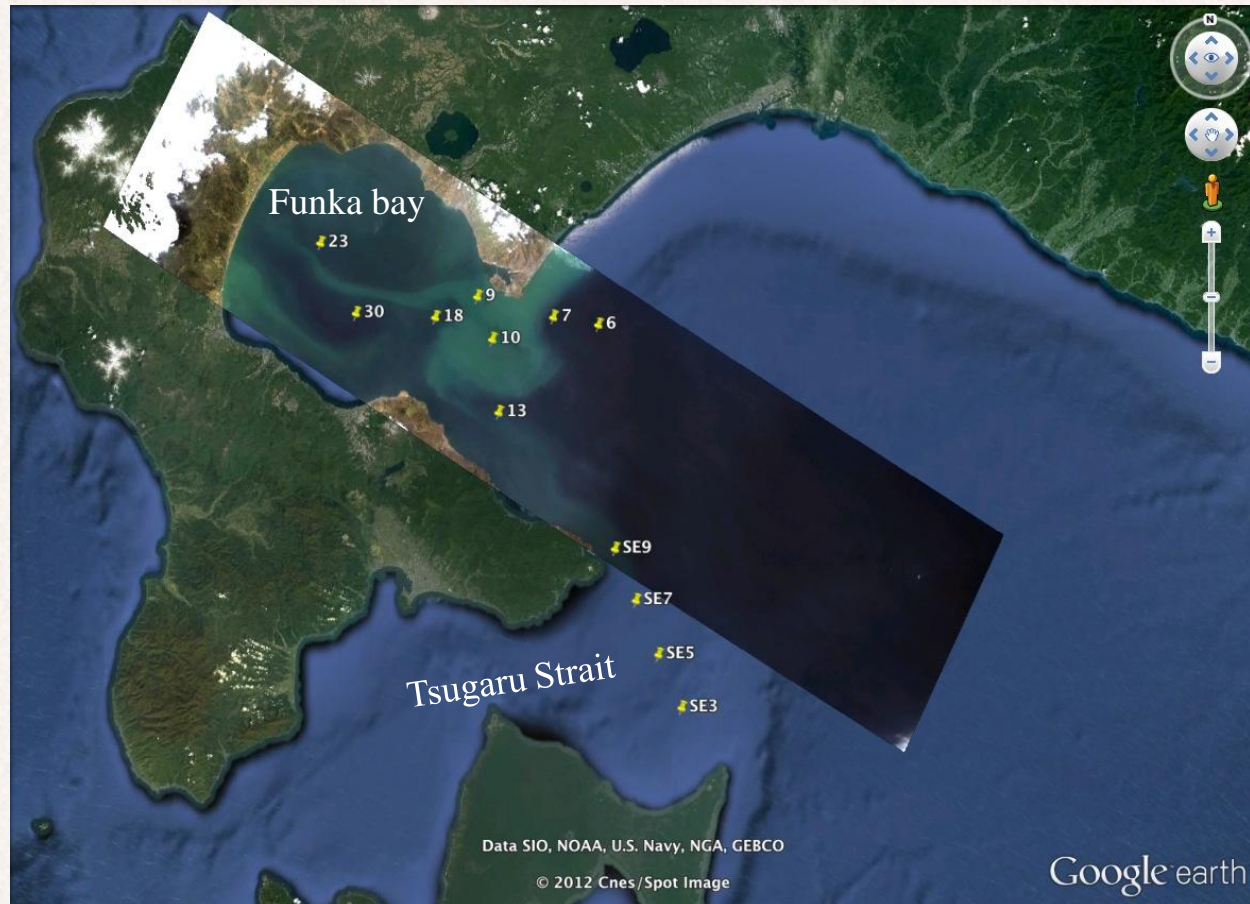 N
Funka bay
23
9
30
18
7
6
10
13
SE9
SE7
SE5
Tsugaru Strait
SE3
Data SIO, NOAA, U.S. Navy, NGA, GEBCO
© 2012 Cnes/Spot Image
Google earth